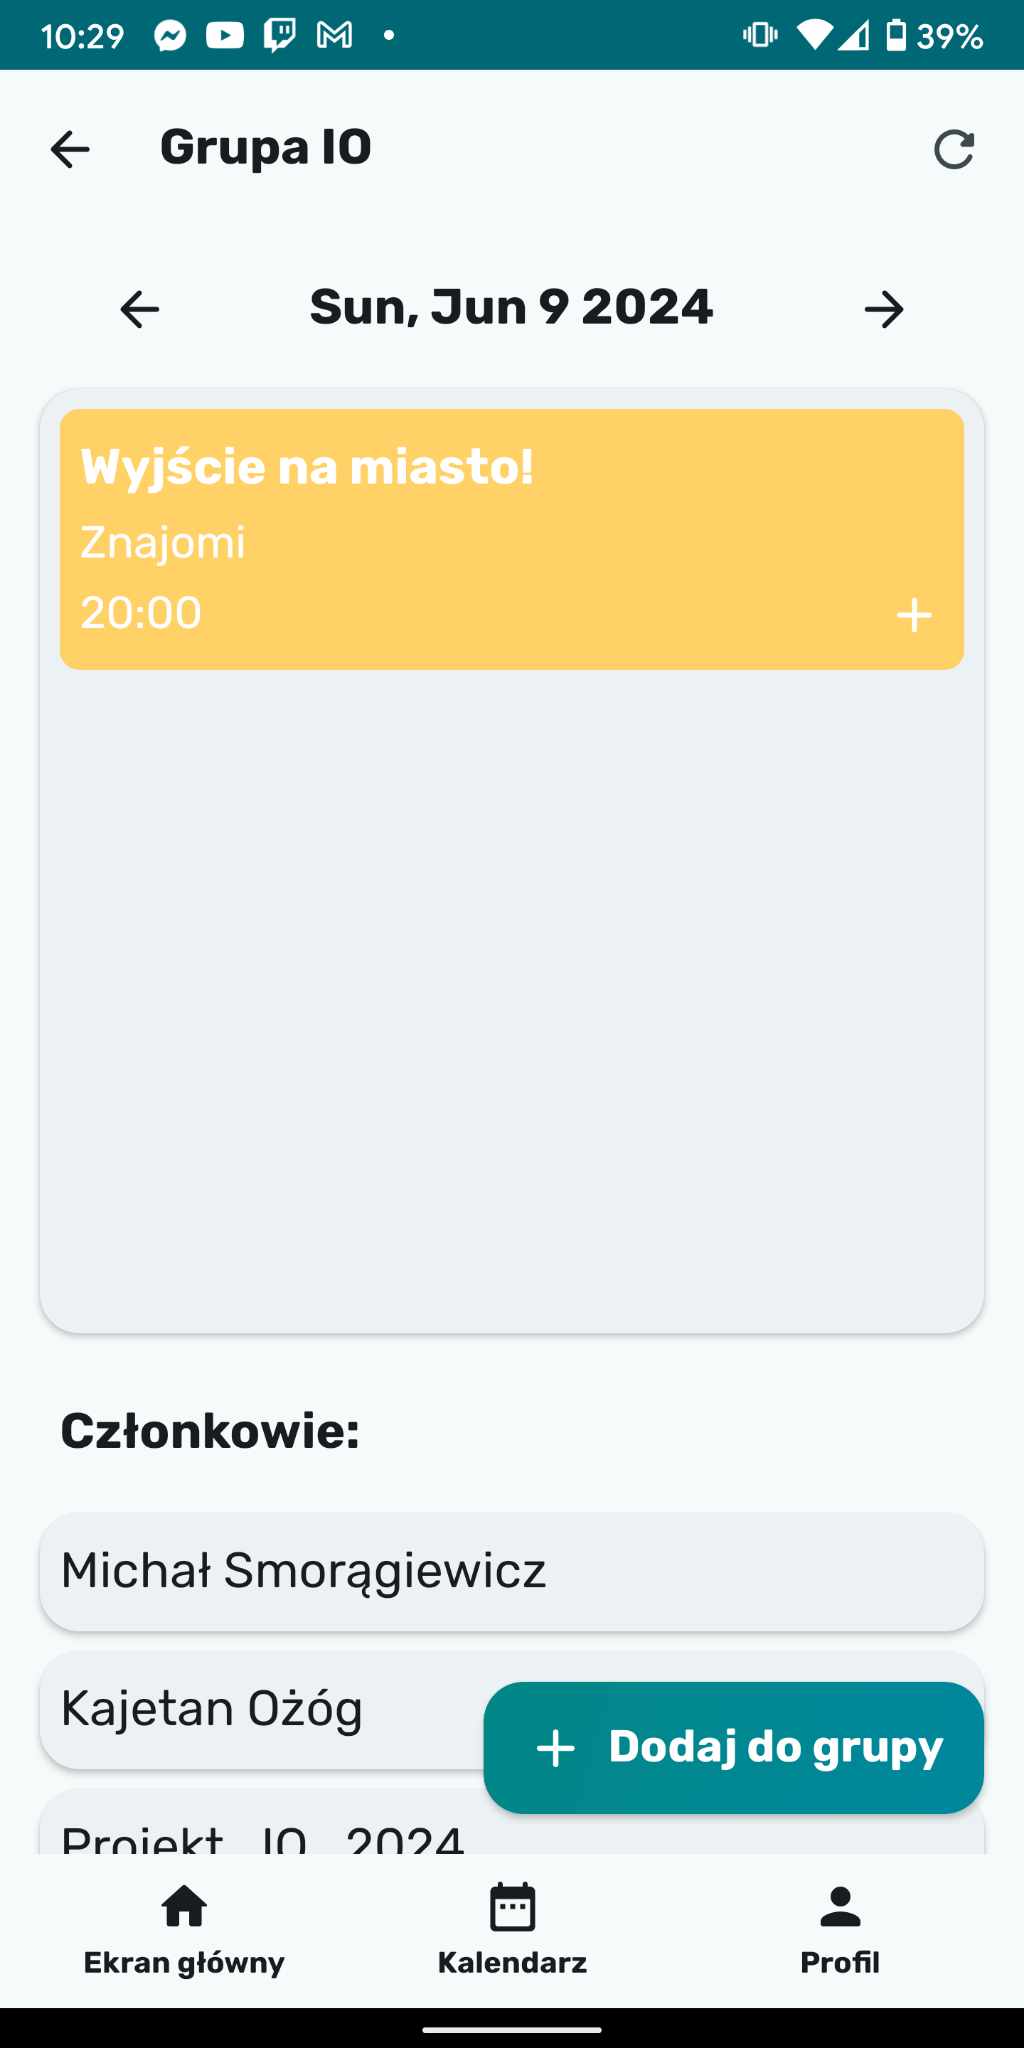 10:29 39%
Grupa IO
Sun, Jun 9 2024
Wyjście na miasto!
Znajomi
20:00
Członkowie:
Michał Smorągiewicz
Kajetan Ożóg
Dodaj do grupy
Projekt IO 2024
Ekran główny
Kalendarz
Profil